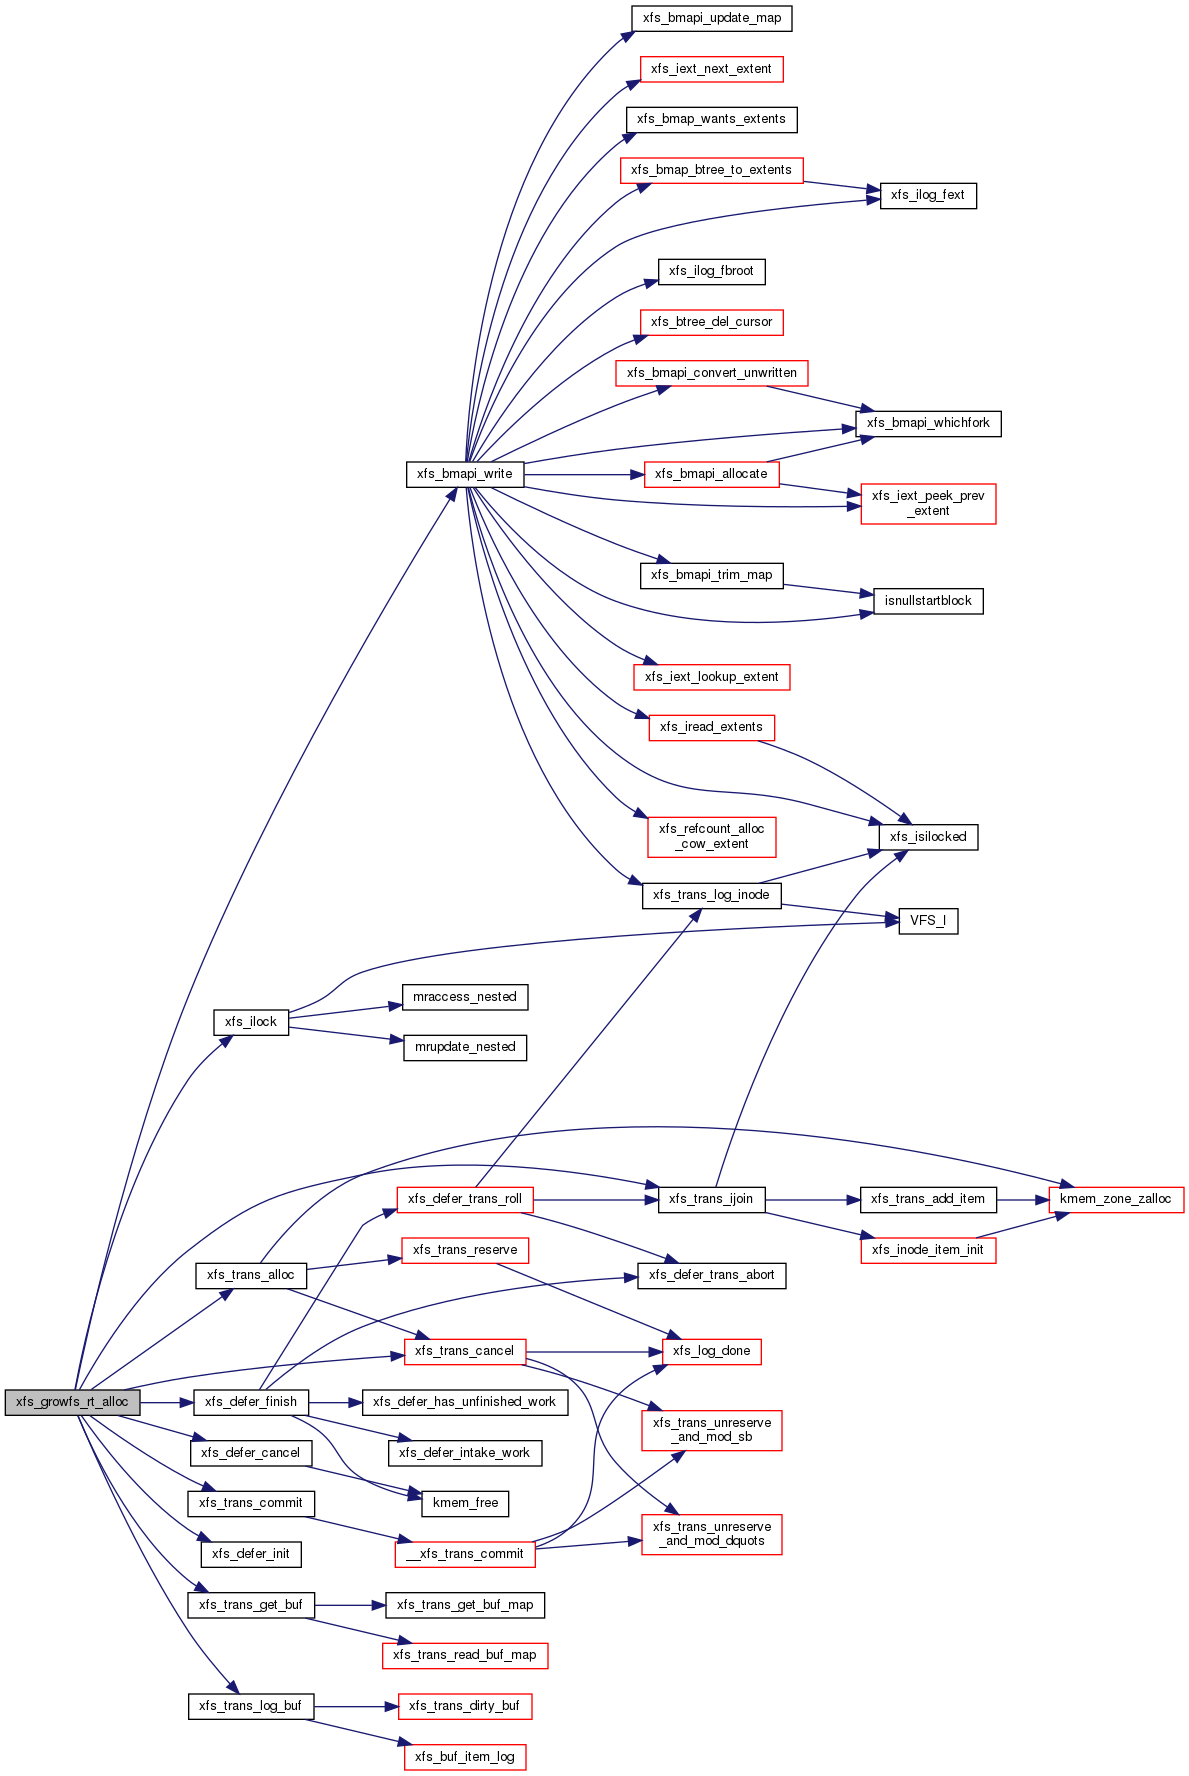 xfs_bmapi_update_map
xfs_iext_next_extent
xfs_bmap_wants_extents
xfs_bmap_btree_to_extents
xfs_ilog_fext
xfs_ilog_fbroot
xfs_btree_del_cursor
xfs_bmapi_convert_unwritten
xfs_bmapi_whichfork
xfs_bmapi_write
xfs_bmapi_allocate
xfs_iext_peek_prev
_extent
xfs_bmapi_trim_map
isnullstartblock
xfs_iext_lookup_extent
xfs_iread_extents
xfs_refcount_alloc
_cow_extent
xfs_isilocked
xfs_trans_log_inode
VFS_I
mraccess_nested
xfs_ilock
mrupdate_nested
xfs_defer_trans_roll
xfs_trans_ijoin
xfs_trans_add_item
kmem_zone_zalloc
xfs_trans_reserve
xfs_inode_item_init
xfs_trans_alloc
xfs_defer_trans_abort
xfs_trans_cancel
xfs_log_done
xfs_growfs_rt_alloc
xfs_defer_finish
xfs_defer_has_unfinished_work
xfs_trans_unreserve
_and_mod_sb
xfs_defer_cancel
xfs_defer_intake_work
xfs_trans_commit
kmem_free
xfs_trans_unreserve
_and_mod_dquots
xfs_defer_init
__xfs_trans_commit
xfs_trans_get_buf
xfs_trans_get_buf_map
xfs_trans_read_buf_map
xfs_trans_log_buf
xfs_trans_dirty_buf
xfs_buf_item_log